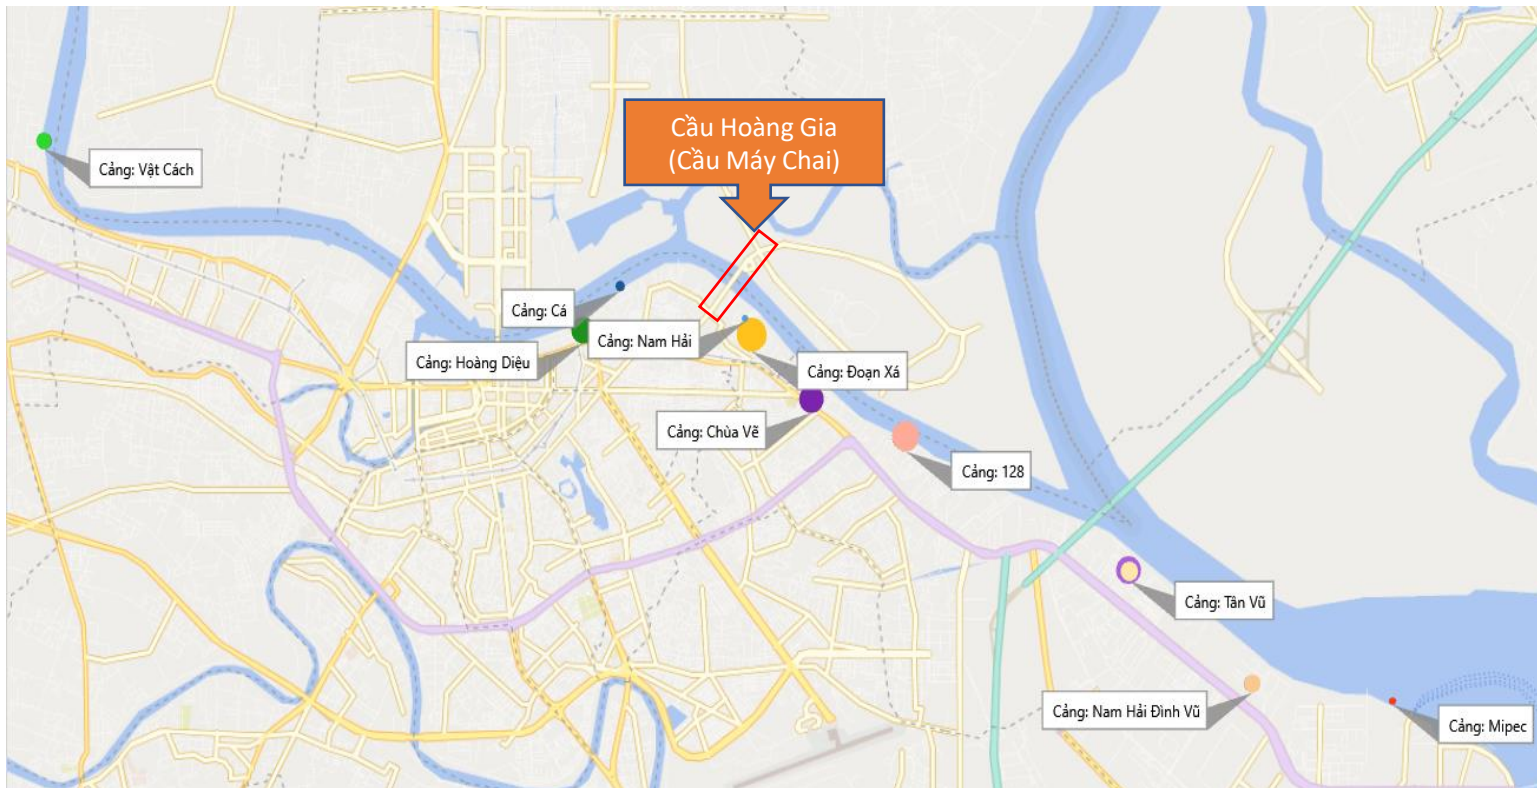 Cầu Hoàng Gia
(Cầu Máy Chai)
Cảng: Vật Cách
Cảng: Cá
Cảng: Nam Hải
Cảng: Hoàng Diệu
Cảng: Đoạn Xá
Cảng: Chùa Vẽ
Cảng: 128
Cảng: Tân Vũ
Cảng: Nam Hải Đình Vũ
Cảng: Mipec